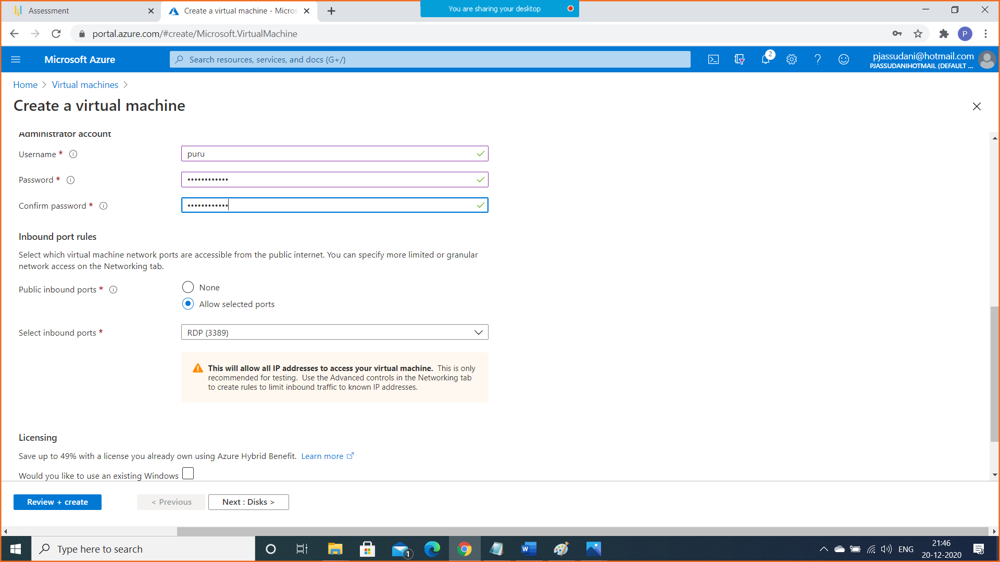 Assessment
Create a virtual machine - Micros
You are sharing your desktop
portal.azure.com/#create/Microsoft.VirtualMachine
P
Microsoft Azure
Search resources, services, and docs (G+/)
2
pjassudani@hotmail.com
PJASSUDANIHOTMAIL (DEFAULT ...
Home > Virtual machines >
Create a virtual machine
Administrator account
Username *
puru
Password *
Confirm password *
Inbound port rules
Select which virtual machine network ports are accessible from the public internet. You can specify more limited or granular
network access on the Networking tab.
Public inbound ports *
None
Allow selected ports
Select inbound ports *
RDP (3389)
This will allow all IP addresses to access your virtual machine. This is only
recommended for testing. Use the Advanced controls in the Networking tab
to create rules to limit inbound traffic to known IP addresses.
Licensing
Save up to 49% with a license you already own using Azure Hybrid Benefit. Learn more
Would you like to use an existing Windows
Review + create
< Previous
Next : Disks >
Type here to search
1
W
ENG
21:46
20-12-2020